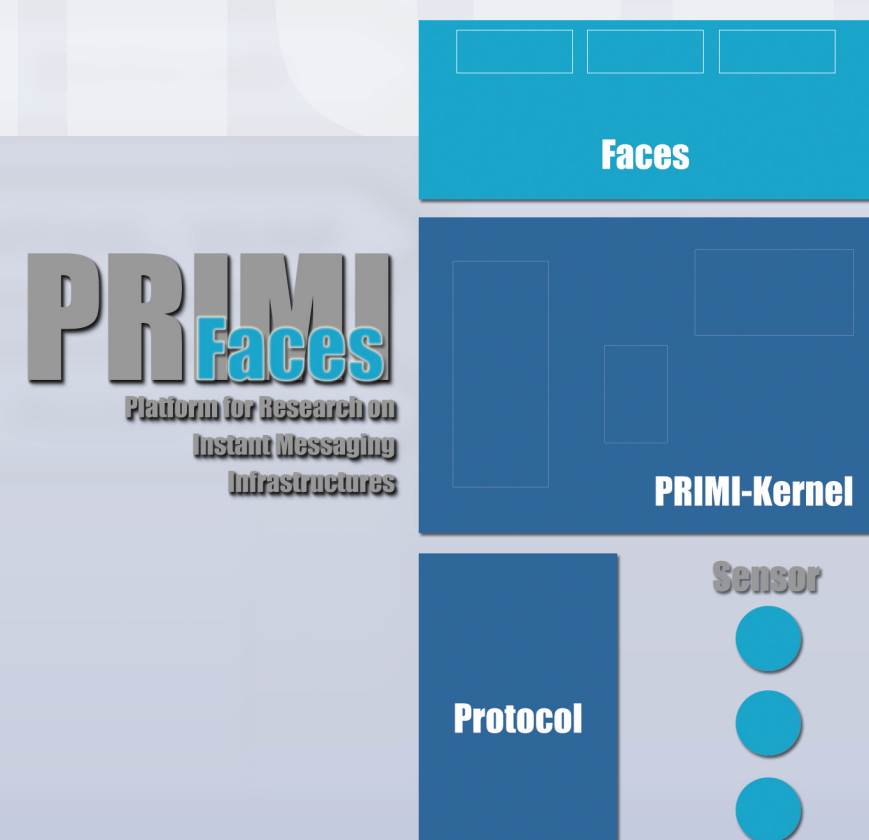 PRIMI
Faces
Platform for Research on
Instant Messaging
Infrastructures
Faces
PRIMI-Kernel
Sensor
Protocol